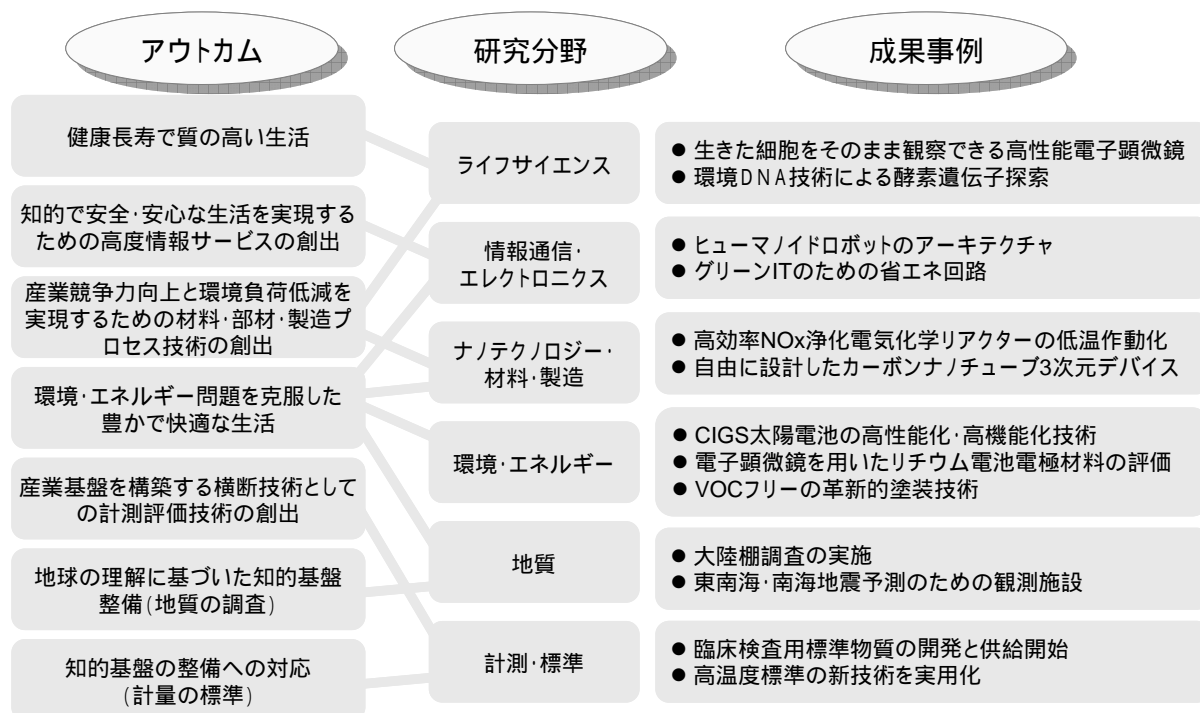 アウトカム
研究分野
成果事例
健康長寿で質の高い生活
知的で安全･安心な生活を実現する
ための高度情報サービスの創出
産業競争力向上と環境負荷低減を
実現するための材料･部材･製造プ
ロセス技術の創出
環境･エネルギー問題を克服した
豊かで快適な生活
産業基盤を構築する横断技術として
の計測評価技術の創出
地球の理解に基づいた知的基盤
整備(地質の調査)
知的基盤の整備への対応
(計量の標準)
ライフサイエンス
情報通信･
エレクトロニクス
ナノテクノロジー･
材料･製造
環境･エネルギー
地質
計測･標準
● 生きた細胞をそのまま観察できる高性能電子顕微鏡
● 環境DNA技術による酵素遺伝子探索
● ヒューマノイドロボットのアーキテクチャ
● グリーンITのための省エネ回路
● 高効率NOx浄化電気化学リアクターの低温作動化
● 自由に設計したカーボンナノチューブ3次元デバイス
● CIGS太陽電池の高性能化･高機能化技術
● 電子顕微鏡を用いたリチウム電池電極材料の評価
● VOCフリーの革新的塗装技術
● 大陸棚調査の実施
● 東南海･南海地震予測のための観測施設
● 臨床検査用標準物質の開発と供給開始
● 高温度標準の新技術を実用化